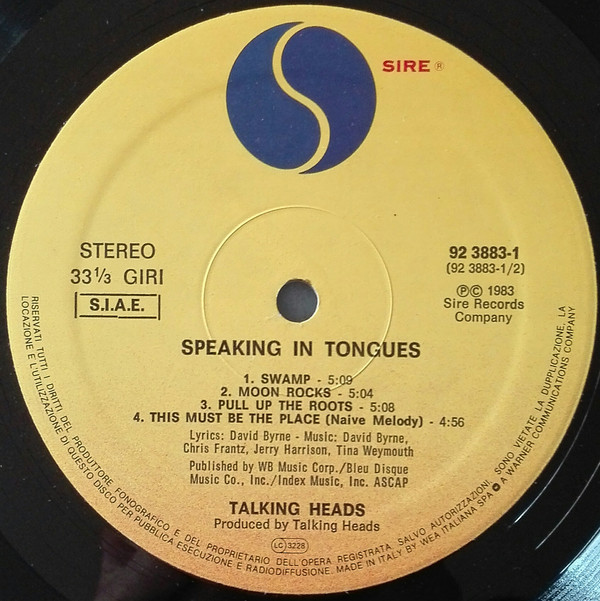 SIRE ®
STEREO
33 1/3 GIRI
S.I.A.E.
92 3883-1
(92 3883-1/2)
℗© 1983
Sire Records
Company
SPEAKING IN TONGUES
1. SWAMP - 5:09
2. MOON ROCKS - 5:04
3. PULL UP THE ROOTS - 5:08
4. THIS MUST BE THE PLACE (Naive Melody) - 4:56
Lyrics: David Byrne - Music: David Byrne,
Chris Frantz, Jerry Harrison, Tina Weymouth
Published by WB Music Corp./Bleu Disque
Music Co., Inc./Index Music, Inc. ASCAP
TALKING HEADS
Produced by Talking Heads
LC 3228
RISERVATI TUTTI I DIRITTI DEL PRODUTTORE FONOGRAFICO E DEL PROPRIETARIO DELL'OPERA REGISTRATA. SALVO AUTORIZZAZIONI SONO VIETATE LA DUPLICAZIONE, LA
LOCAZIONE E L'UTILIZZAZIONE DI QUESTO DISCO PER PUBBLICA ESECUZIONE E RADIODIFFUSIONE. MADE IN ITALY BY WEA ITALIANA SPA A WARNER COMMUNICATIONS COMPANY